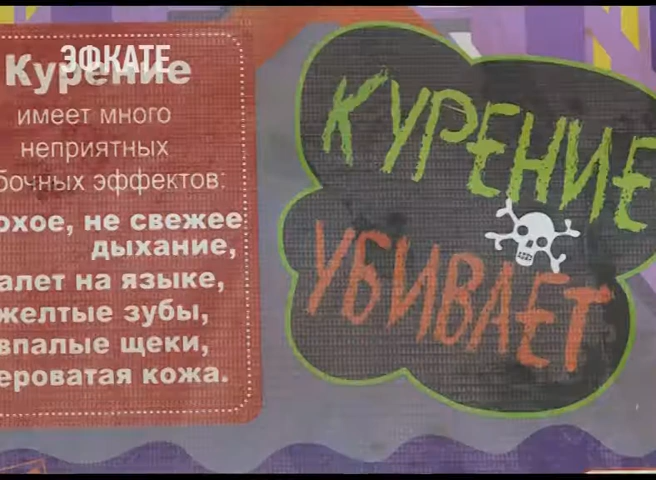 ЭФКАТЕ
Курение
имеет много
неприятных
бочных эффектов:
охое, не свежее
дыхание,
алет на языке,
желтые зубы,
впалые щеки,
ероватая кожа.
КУРЕНИЕ
УБИВАЕТ